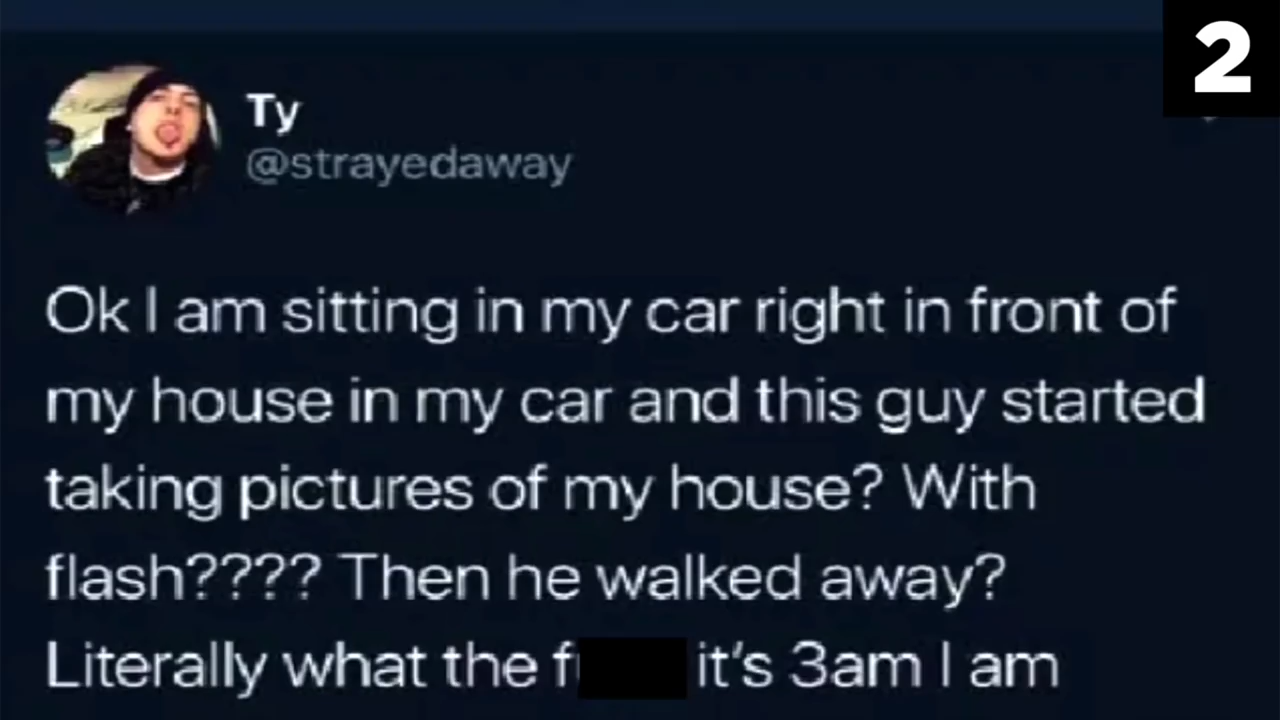 2
Ty
@strayedaway
Ok I am sitting in my car right in front of
my house in my car and this guy started
taking pictures of my house? With
flash???? Then he walked away?
Literally what the f it's 3am I am